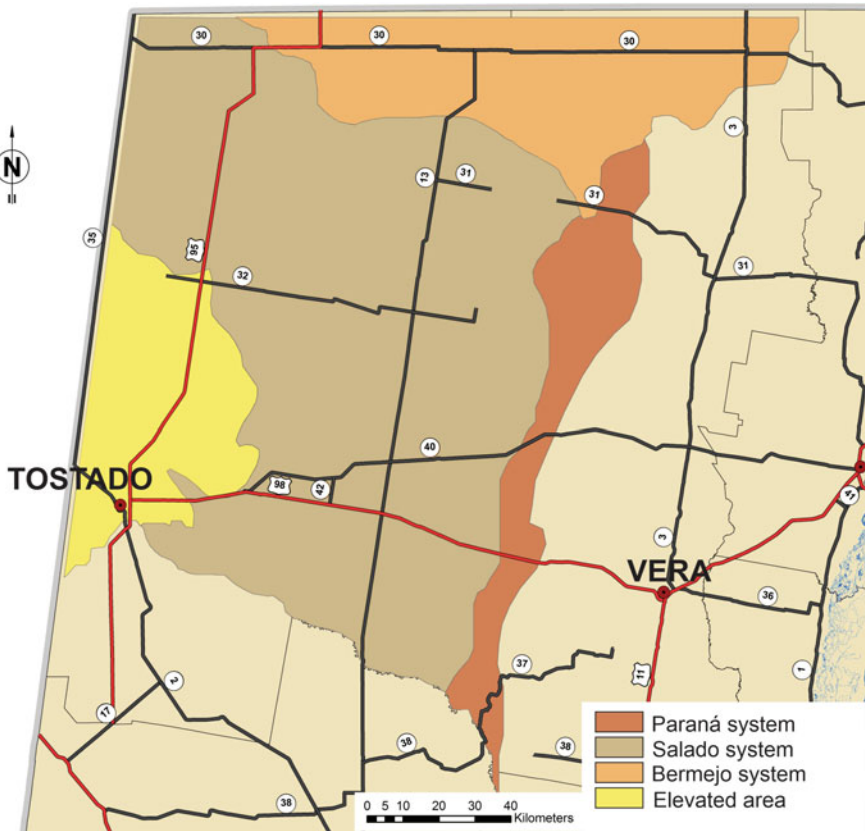 30
30
30
3
N
13
31
31
35
95
31
32
40
TOSTADO
98
42
41
3
VERA
36
37
11
1
2
17
38
38
38
Paraná system
Salado system
Bermejo system
Elevated area
0 5 10 20 30 40
Kilometers